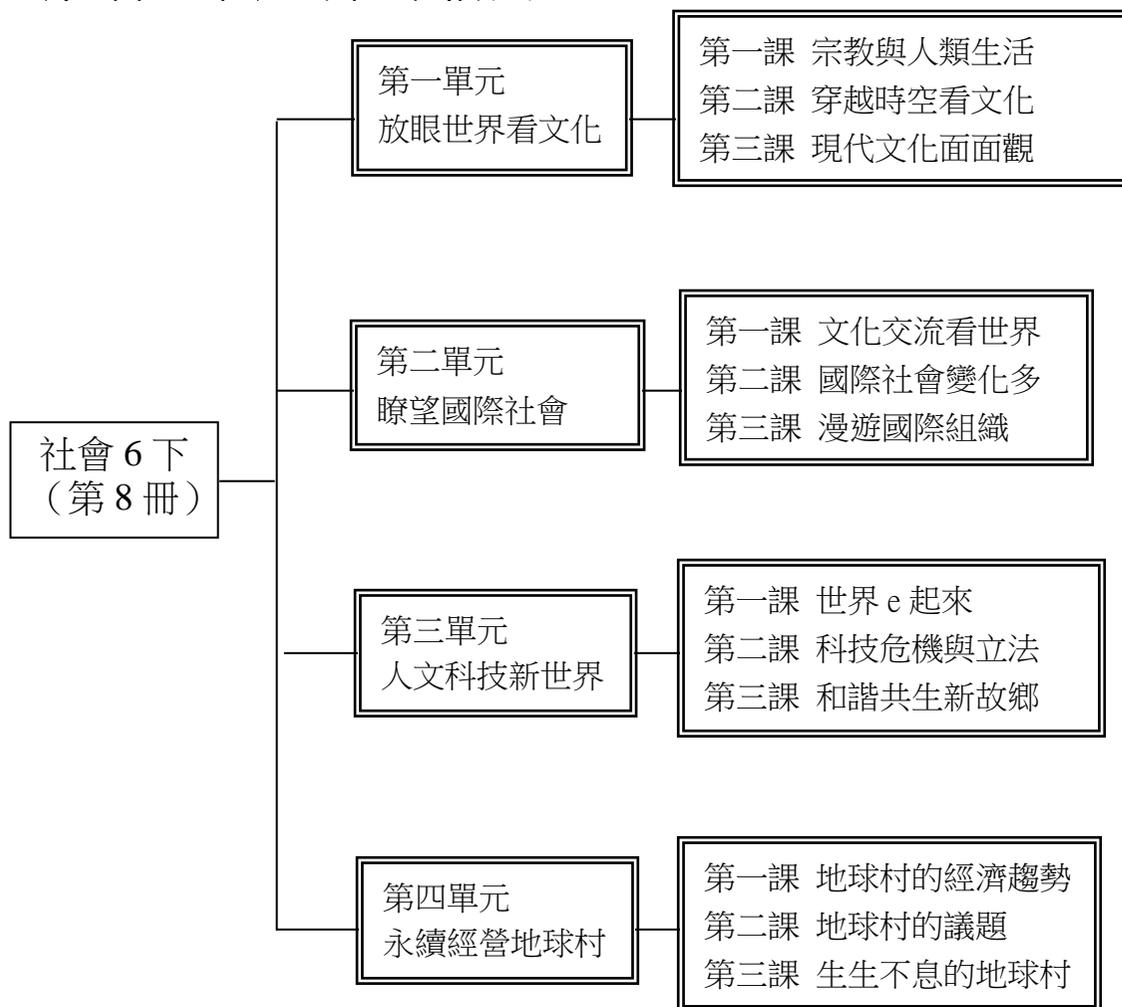 社會 6 下
（第 8 冊）
第一單元
放眼世界看文化
第一課 宗教與人類生活
第二課 穿越時空看文化
第三課 現代文化面面觀
第二單元
瞭望國際社會
第一課 文化交流看世界
第二課 國際社會變化多
第三課 漫遊國際組織
第三單元
人文科技新世界
第一課 世界 e 起來
第二課 科技危機與立法
第三課 和諧共生新故鄉
第四單元
永續經營地球村
第一課 地球村的經濟趨勢
第二課 地球村的議題
第三課 生生不息的地球村